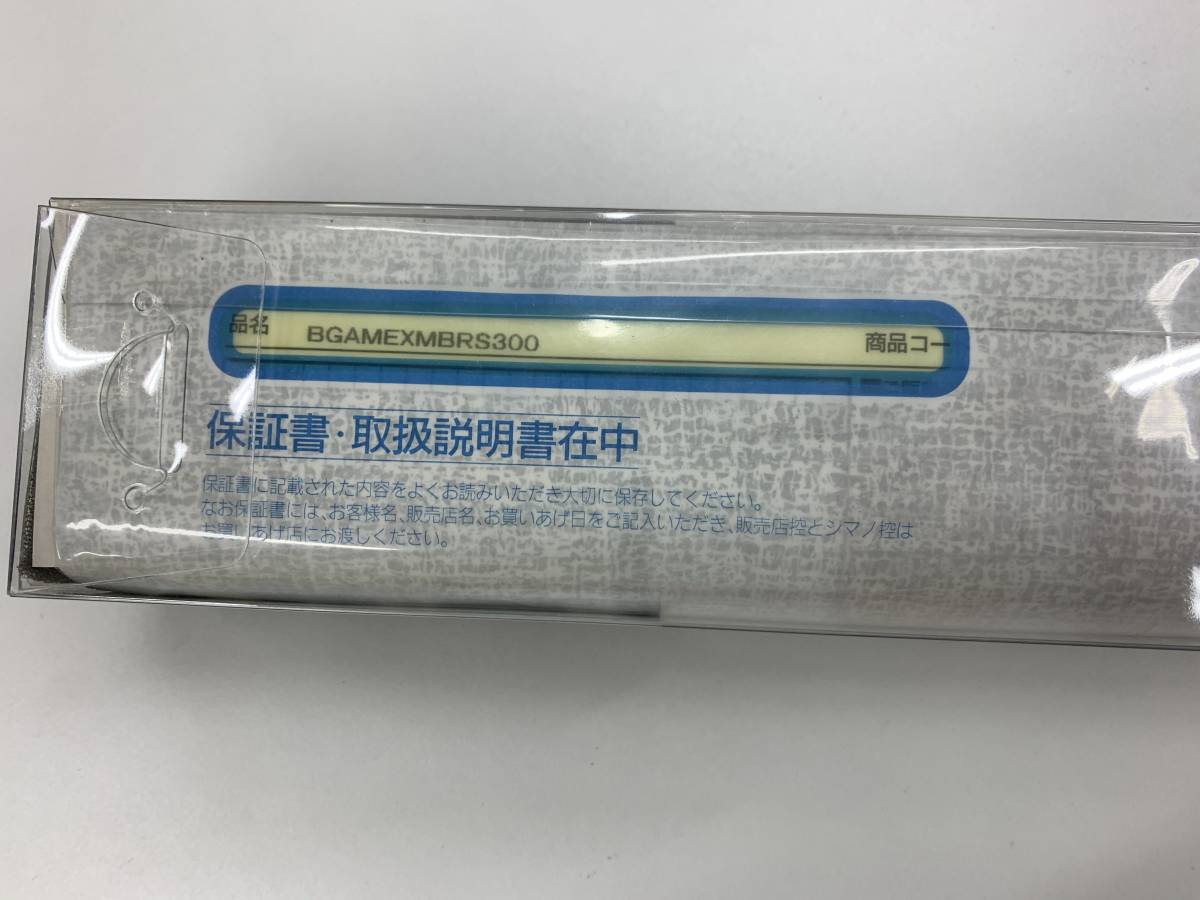 品名 BGAMEXMBRS300 商品コー
保証書・取扱説明書在中
保証書に記載された内容をよくお読みいただき大切に保存してください。
なお保証書には、お客様名、販売店名、お買いあげ日をご記入いただき、販売店控とシマノ控は
お買いあげ店にお渡しください。